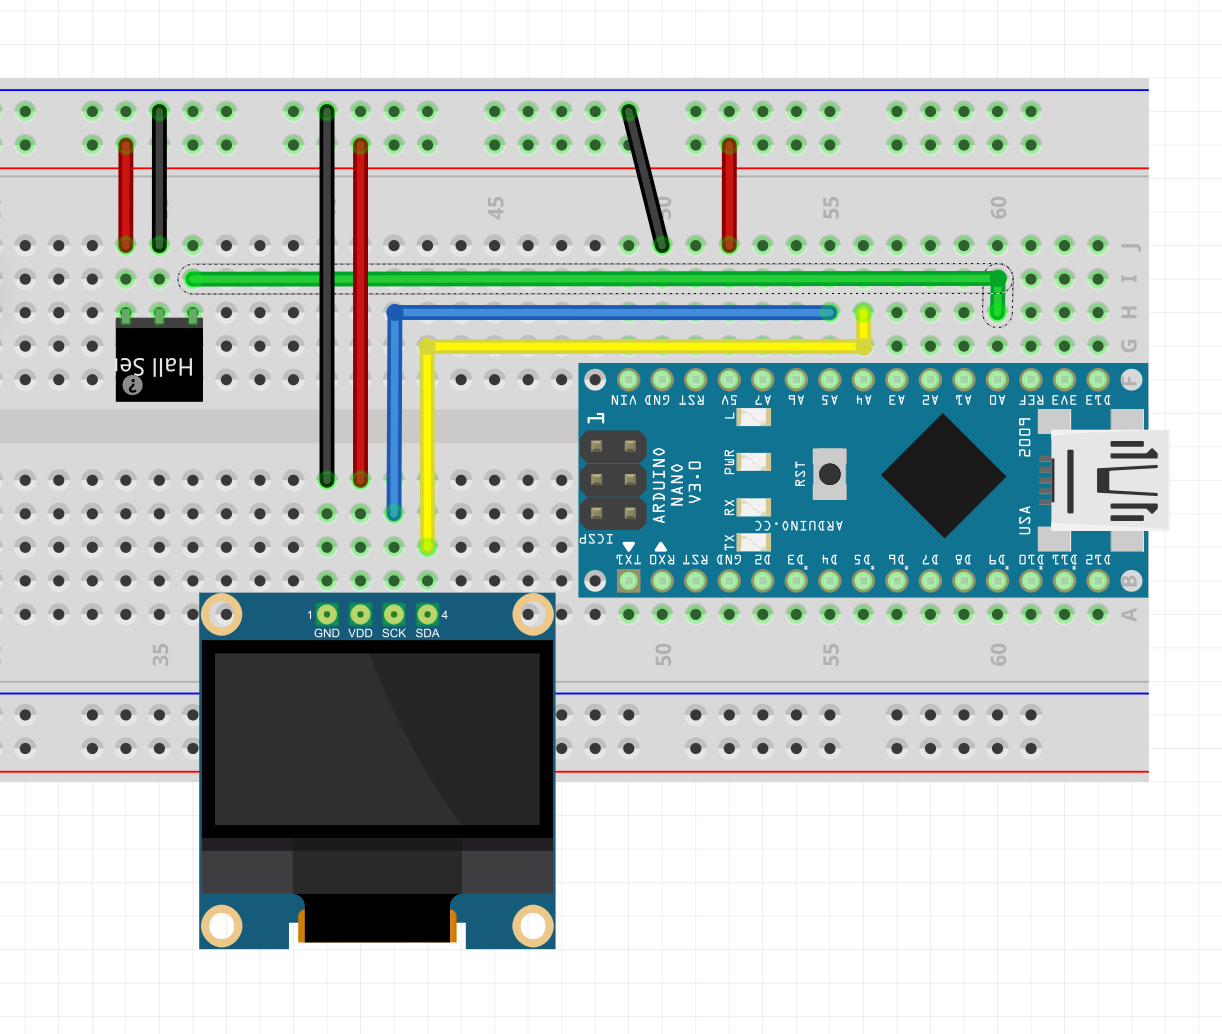 45
50
55
60
J
I
H
G
Hall Sen
F
VIN GND RST 5V A7 A6 A5 A4 A3 A2 A1 A0 REF 3V3 D13
1
L
PWR
RX
TX
RST
ARDUINO
NANO
V3.0
ARDUINO.CC
USA
ICSP
TX1 RX0 RST GND D2 D3* D4 D5* D6* D7 D8 D9* D10* D11* D12
B
A
1 4
GND VDD SCK SDA
35
50
55
60